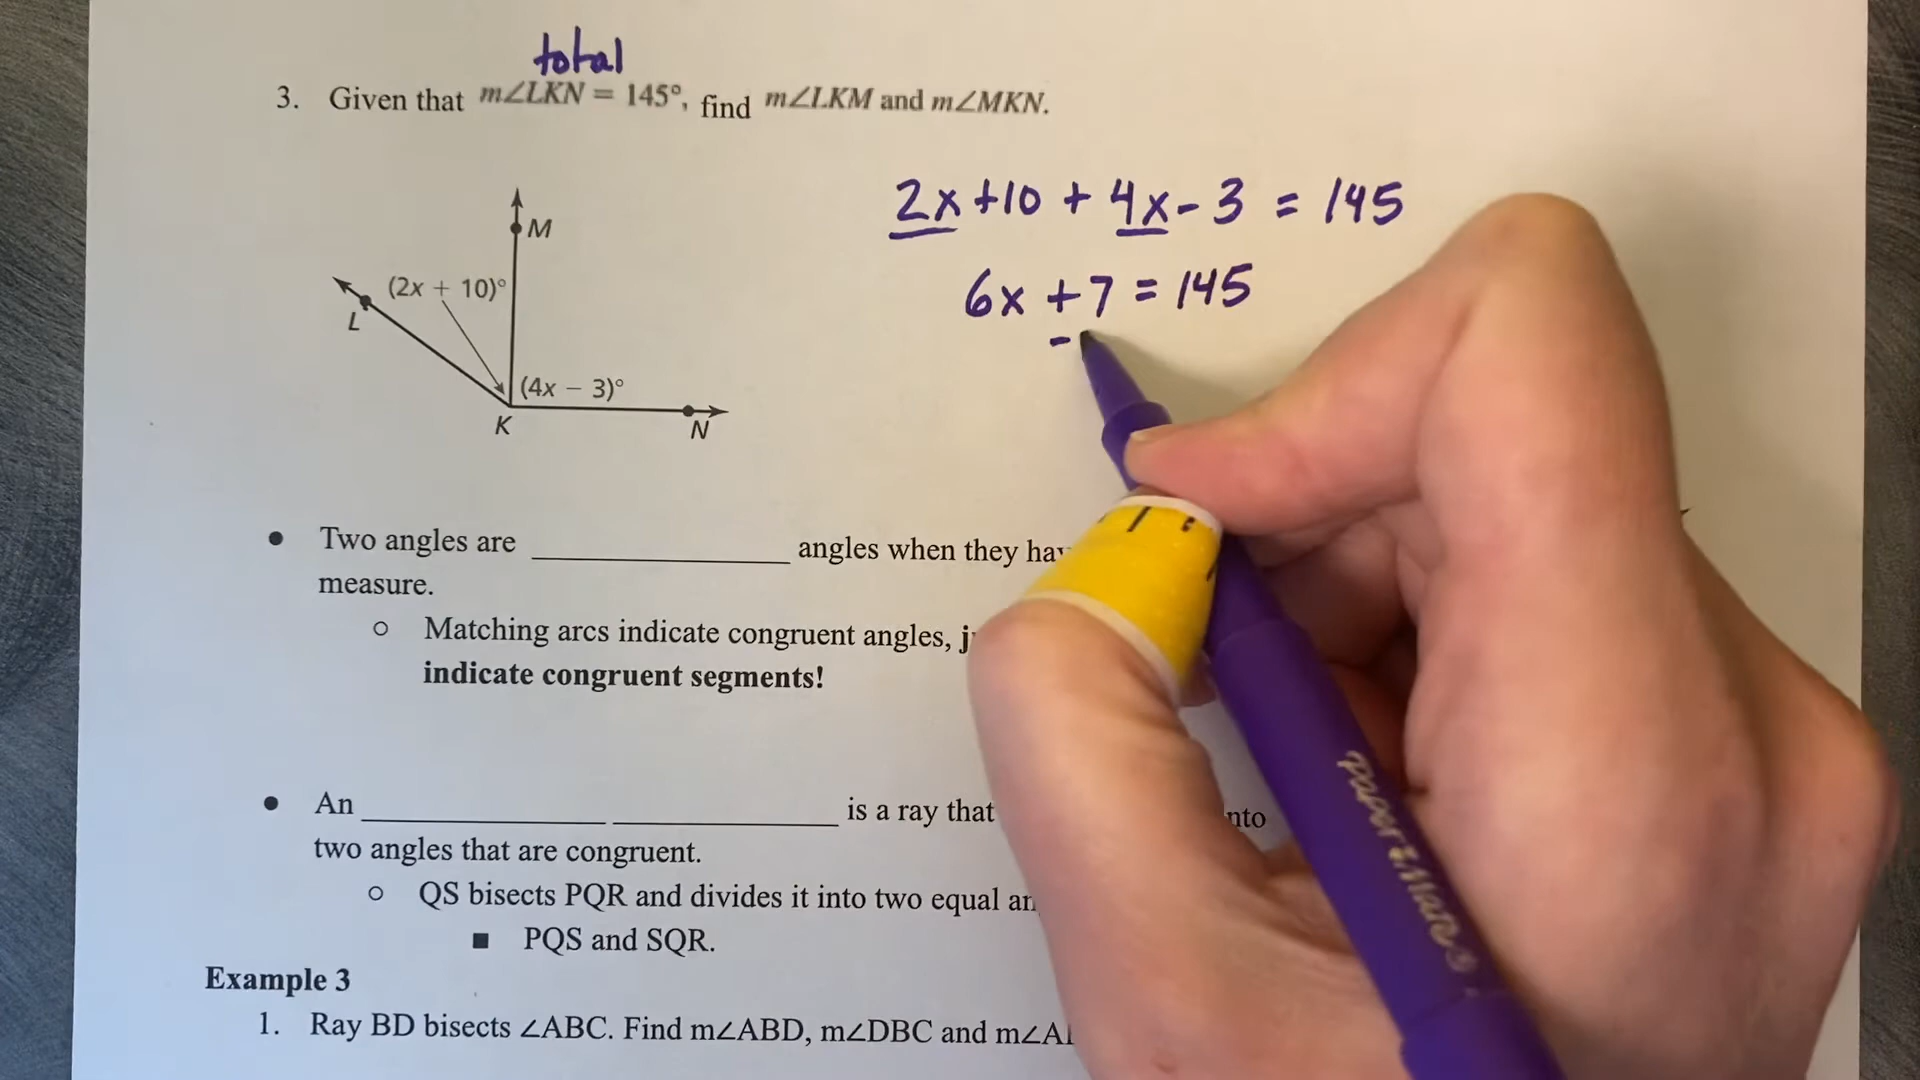 total
3. Given that m∠LKN = 145°, find m∠LKM and m∠MKN.
2x+10 + 4x-3 = 145
M
6x +7 = 145
(2x + 10)°
L
-
(4x − 3)°
K
N
• Two angles are ____________ angles when they
measure.
○ Matching arcs indicate congruent angles,
indicate congruent segments!
• An ____________ ____________ is a ray that
two angles that are congruent.
○ QS bisects PQR and divides it into two equal
■ PQS and SQR.
Example 3
1. Ray BD bisects ∠ABC. Find m∠ABD, m∠DBC and
Paper Mate